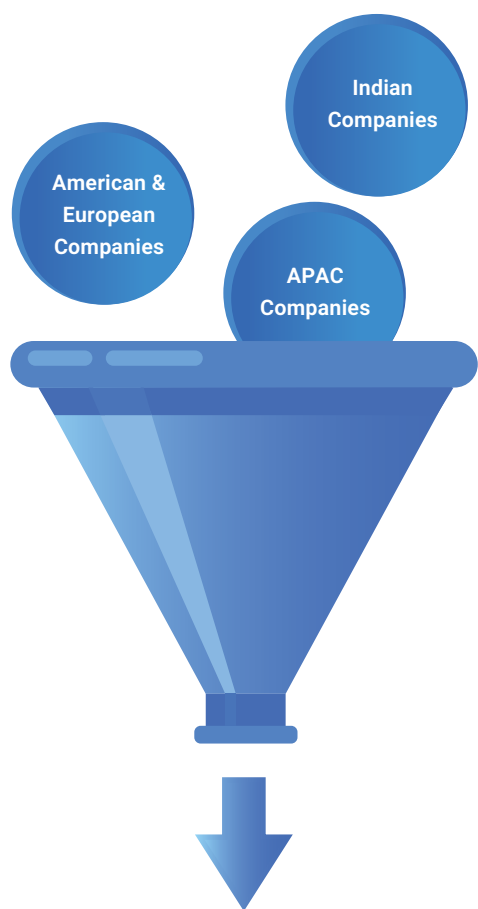 Indian
Companies
American &
European
Companies
APAC
Companies